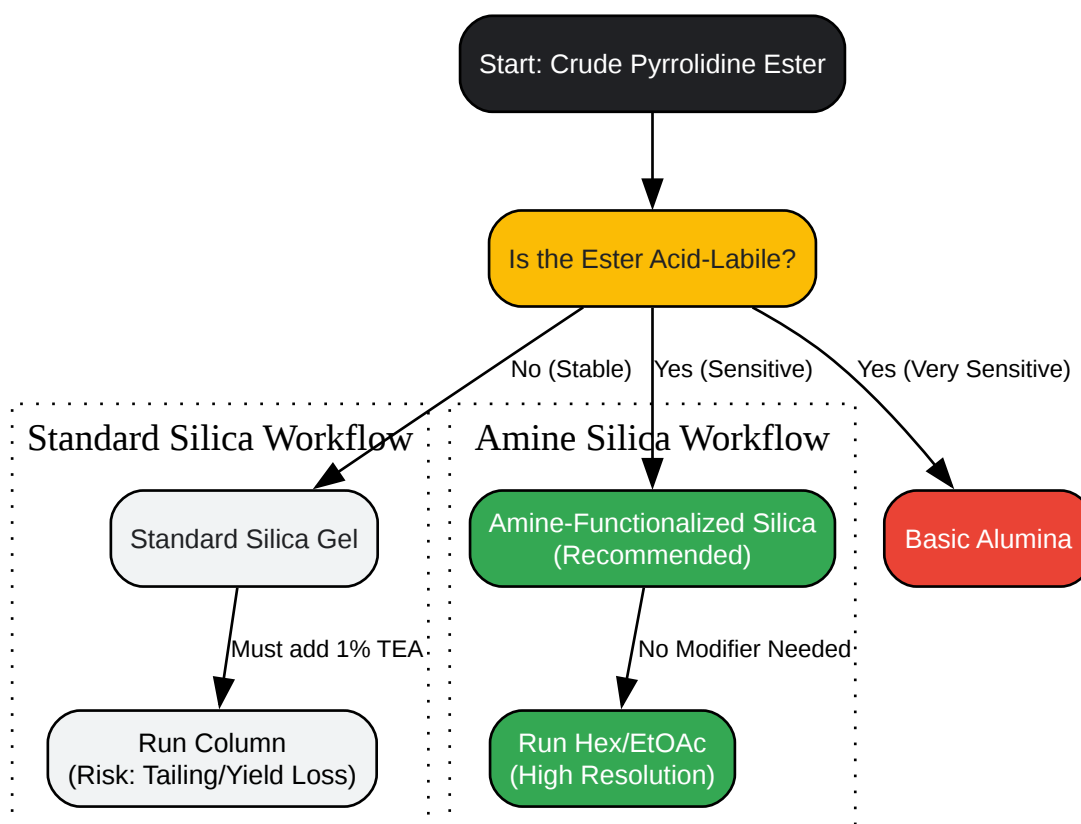 Start: Crude Pyrrolidine Ester
Is the Ester Acid-Labile?
No (Stable)
Yes (Sensitive)
Yes (Very Sensitive)
Standard Silica Workflow
Amine Silica Workflow
Standard Silica Gel
Amine-Functionalized Silica
(Recommended)
Basic Alumina
Must add 1% TEA
No Modifier Needed
Run Column
(Risk: Tailing/Yield Loss)
Run Hex/EtOAc
(High Resolution)